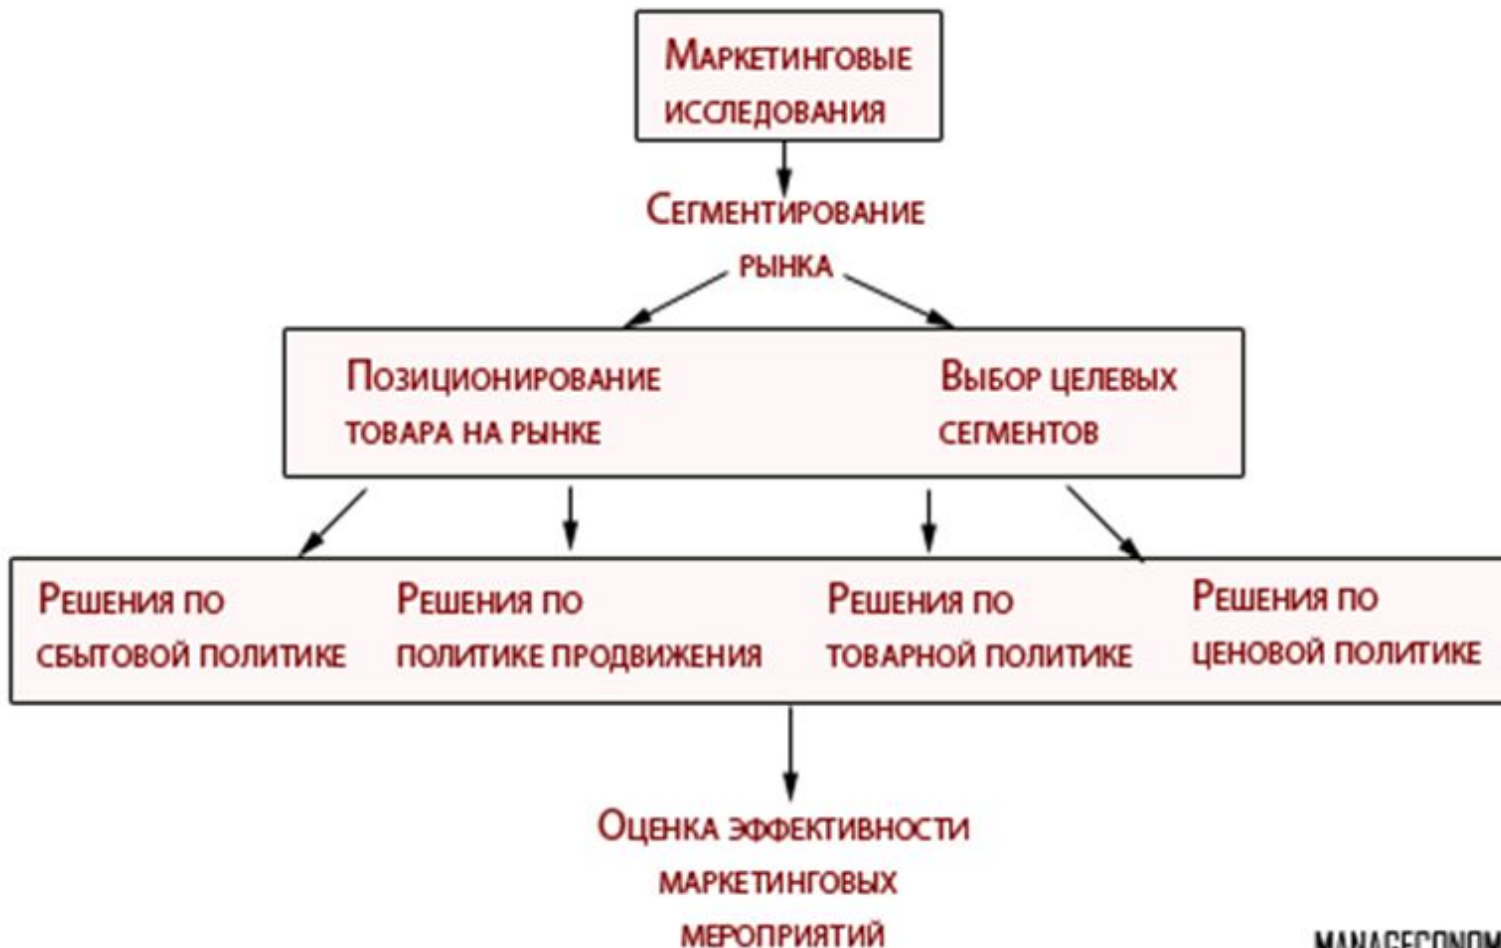 Маркетинговые
исследования
Сегментирование
рынка
Позиционирование
товара на рынке
Выбор целевых
сегментов
Решения по
сбытовой политике
Решения по
политике продвижения
Решения по
товарной политике
Решения по
ценовой политике
Оценка эффективности
маркетинговых
мероприятий